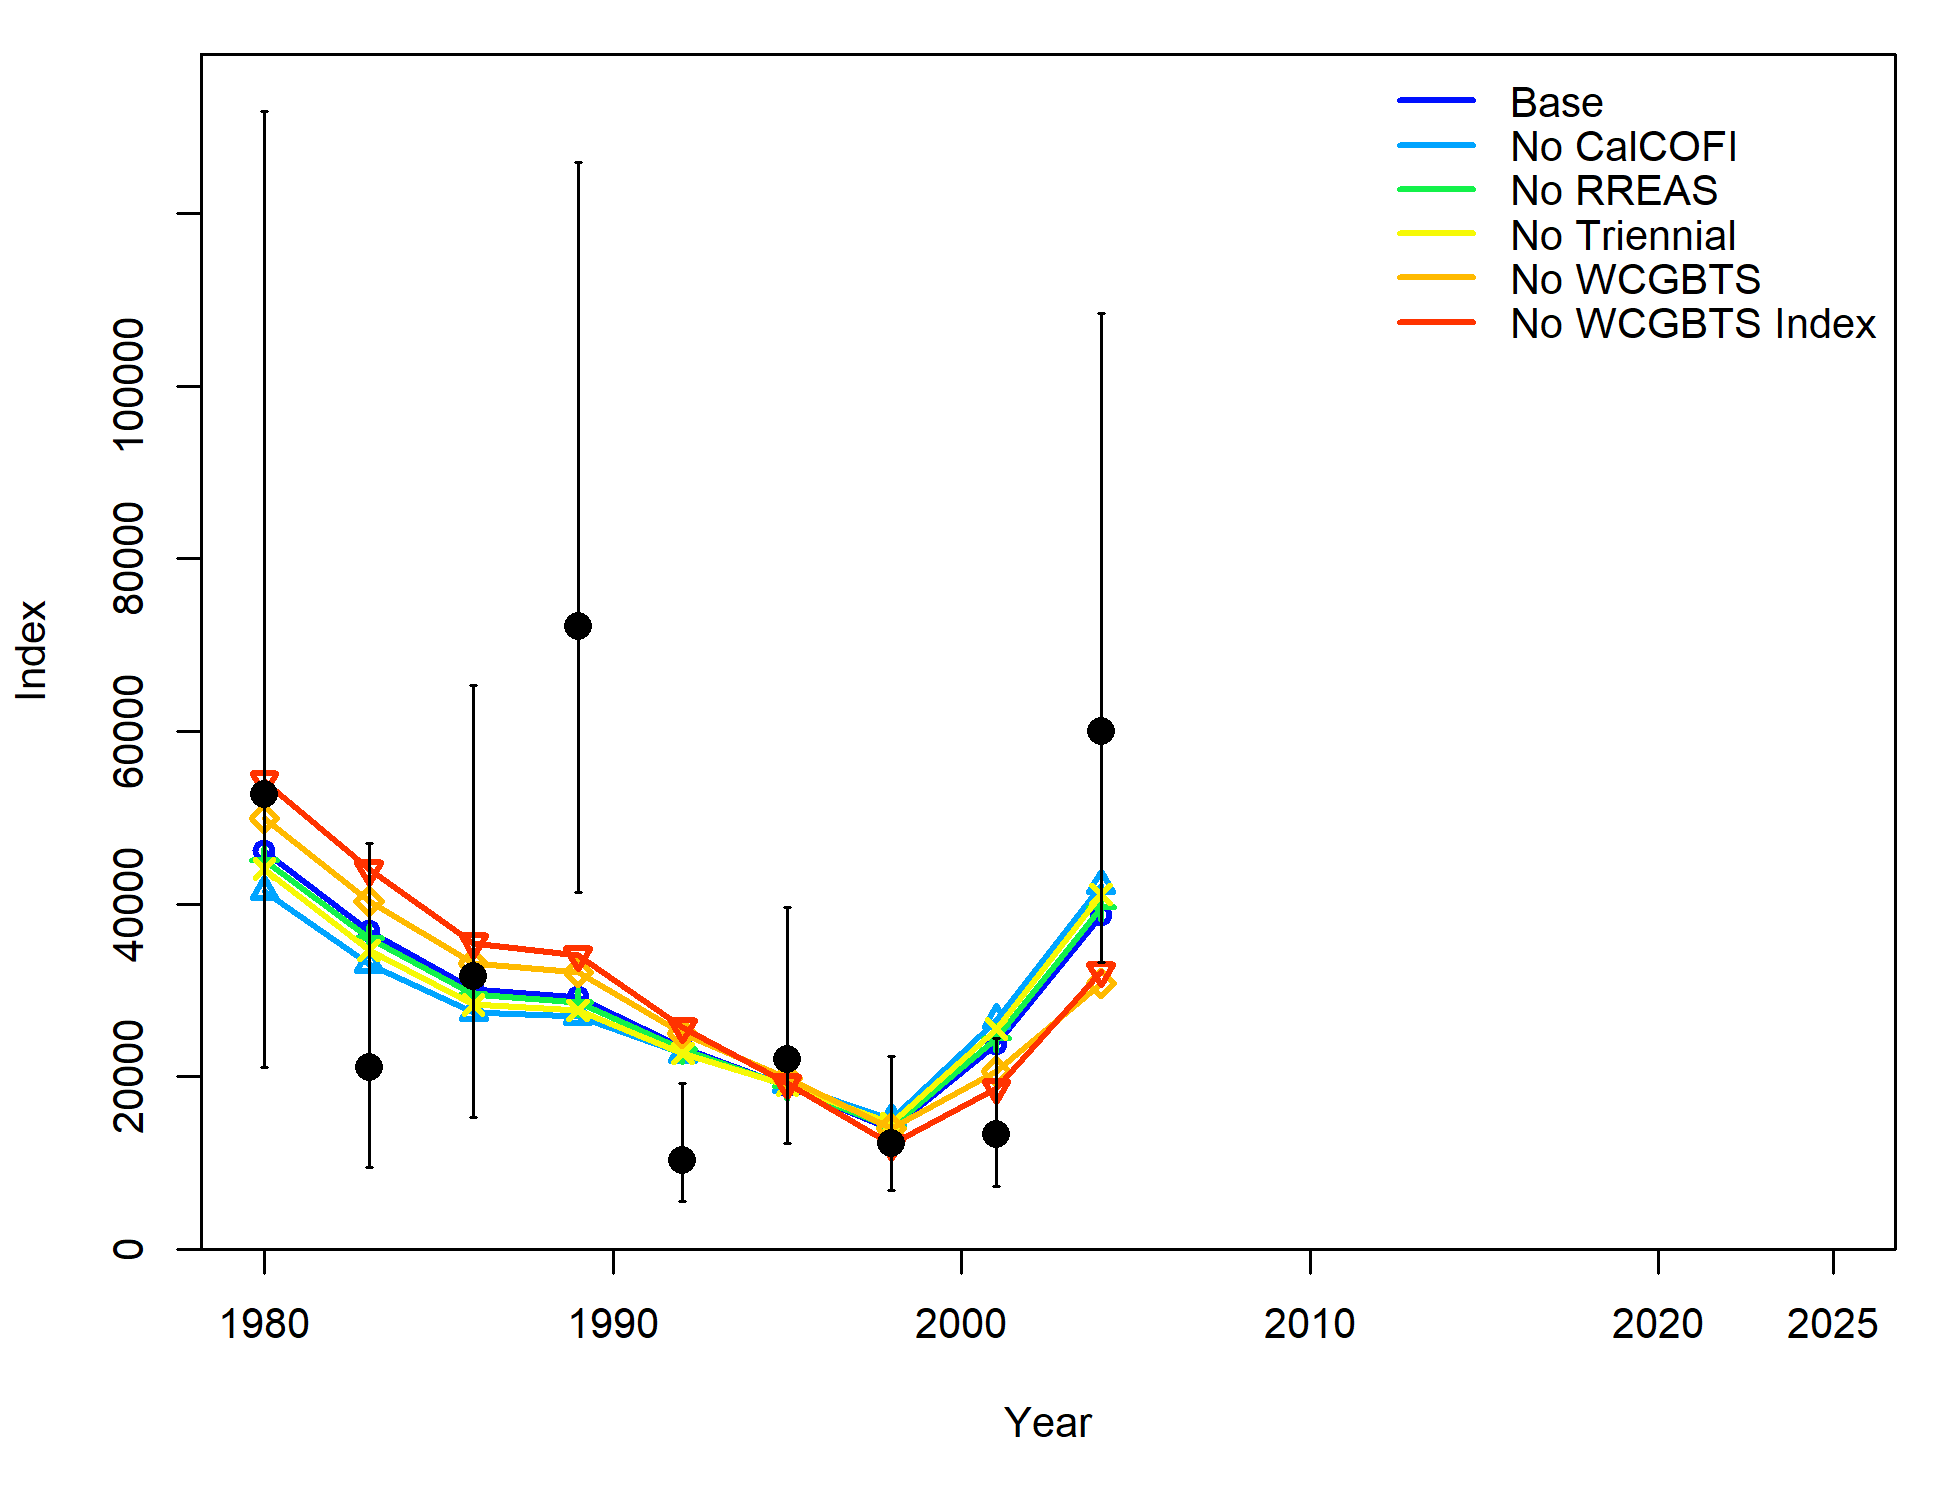 Base
No CalCOFI
No RREAS
No Triennial
No WCGBTS
No WCGBTS Index
Index
100000
80000
60000
40000
20000
0
1980 1990 2000 2010 2020 2025
Year